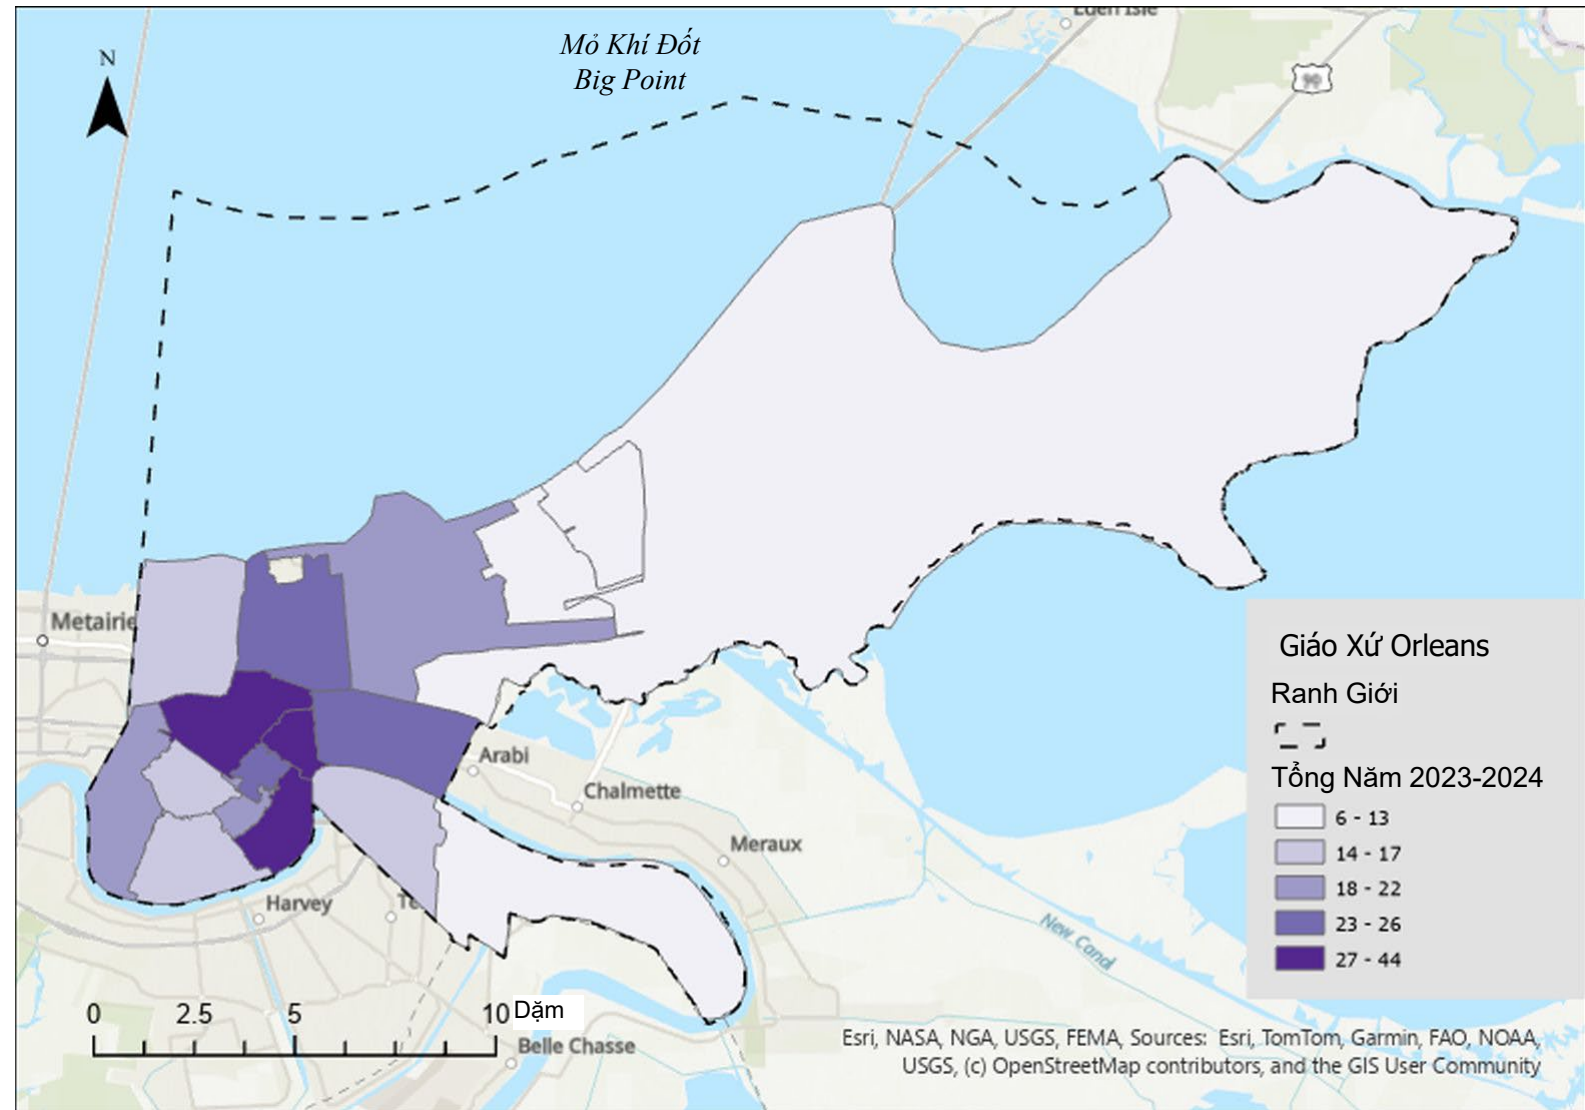 Eden Isle
Mỏ Khí Đốt
Big Point
N
90
Metairie
Giáo Xứ Orleans
Ranh Giới
Arabi
Tổng Năm 2023-2024
Chalmette
6 - 13
Meraux
14 - 17
18 - 22
Harvey
Te
23 - 26
New Canal
27 - 44
0 2.5 5 10 Dặm
Belle Chasse
Esri, NASA, NGA, USGS, FEMA, Sources: Esri, TomTom, Garmin, FAO, NOAA,
USGS, (c) OpenStreetMap contributors, and the GIS User Community